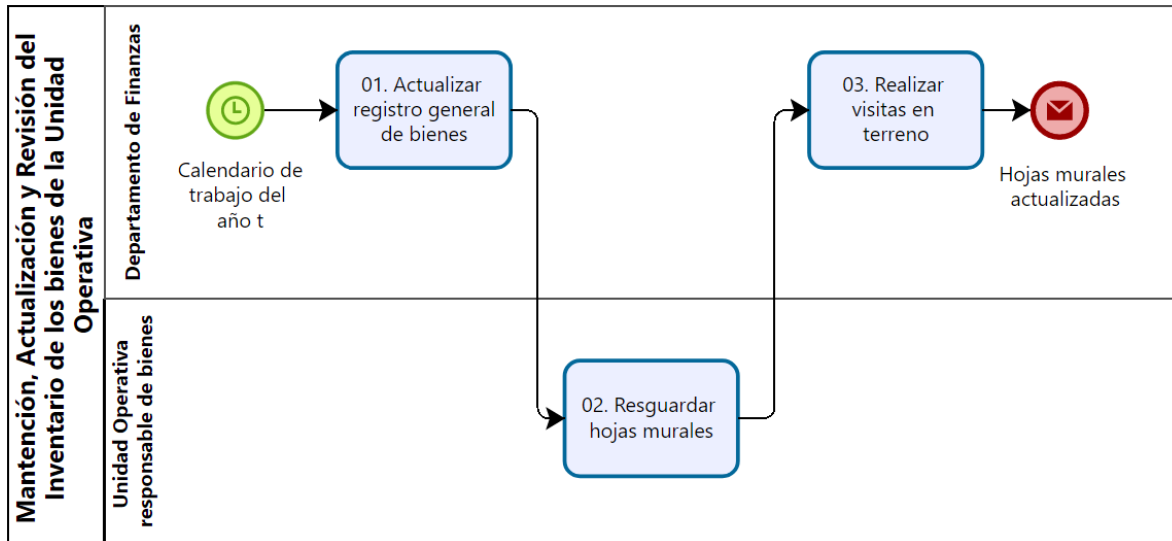 Mantención, Actualización y Revisión del
Inventario de los bienes de la Unidad
Operativa
Departamento de Finanzas
Calendario de
trabajo del
año t
01. Actualizar
registro general
de bienes
03. Realizar
visitas en
terreno
Hojas murales
actualizadas
Unidad Operativa
responsable de bienes
02. Resguardar
hojas murales